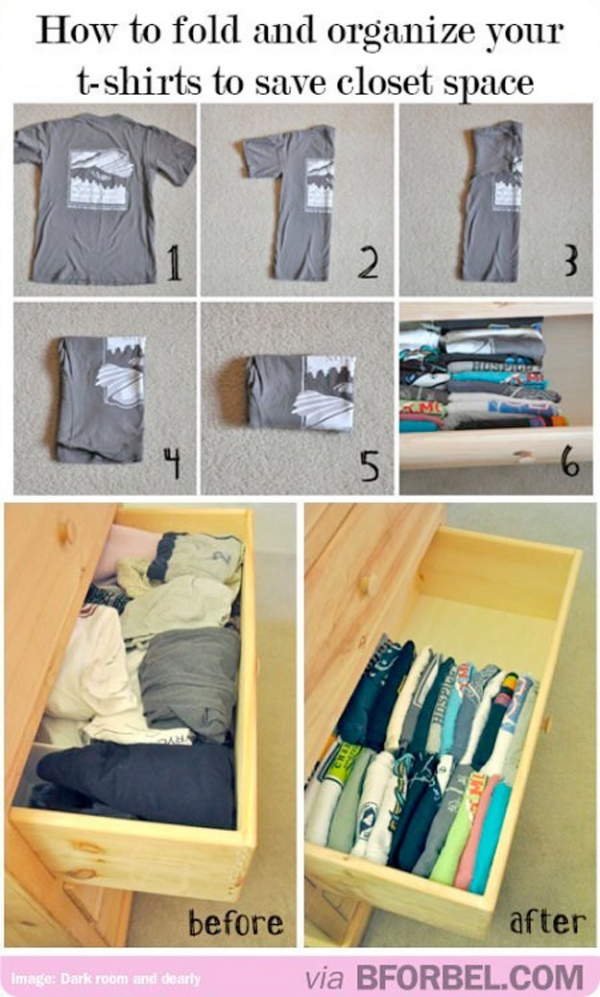 How to fold and organize your
t-shirts to save closet space
1
2
3
4
5
6
before
after
Image: Dark room and dearly
via BFORBEL.COM